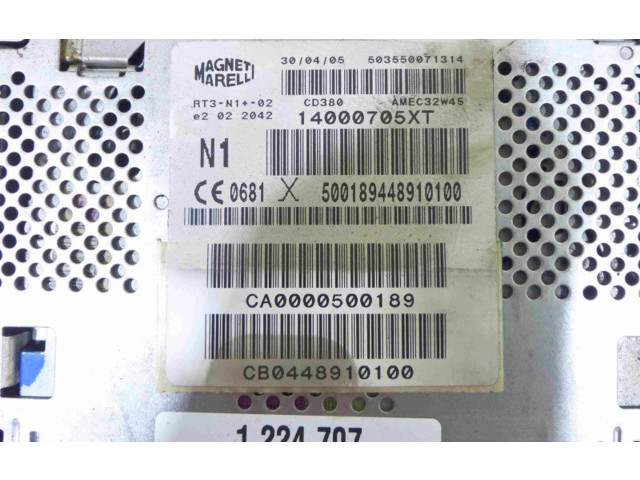 MAGNETI MARELLI
30/04/05 503550071314
RT3-N1+-02 CD380 AMEC32W45
e2 02 2042 14000705XT
N1
CE 0681 X 500189448910100
CA0000500189
CB0448910100
1 224 707